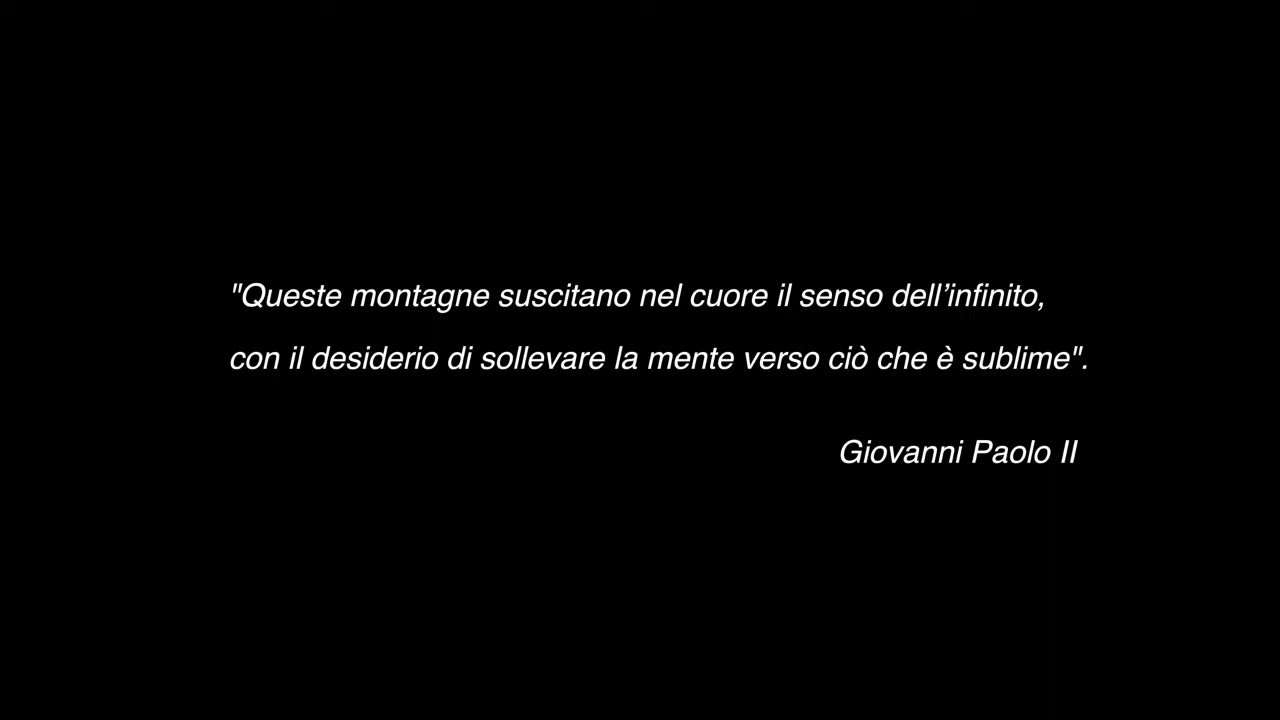 "Queste montagne suscitano nel cuore il senso dell’infinito,
con il desiderio di sollevare la mente verso ciò che è sublime".
Giovanni Paolo II